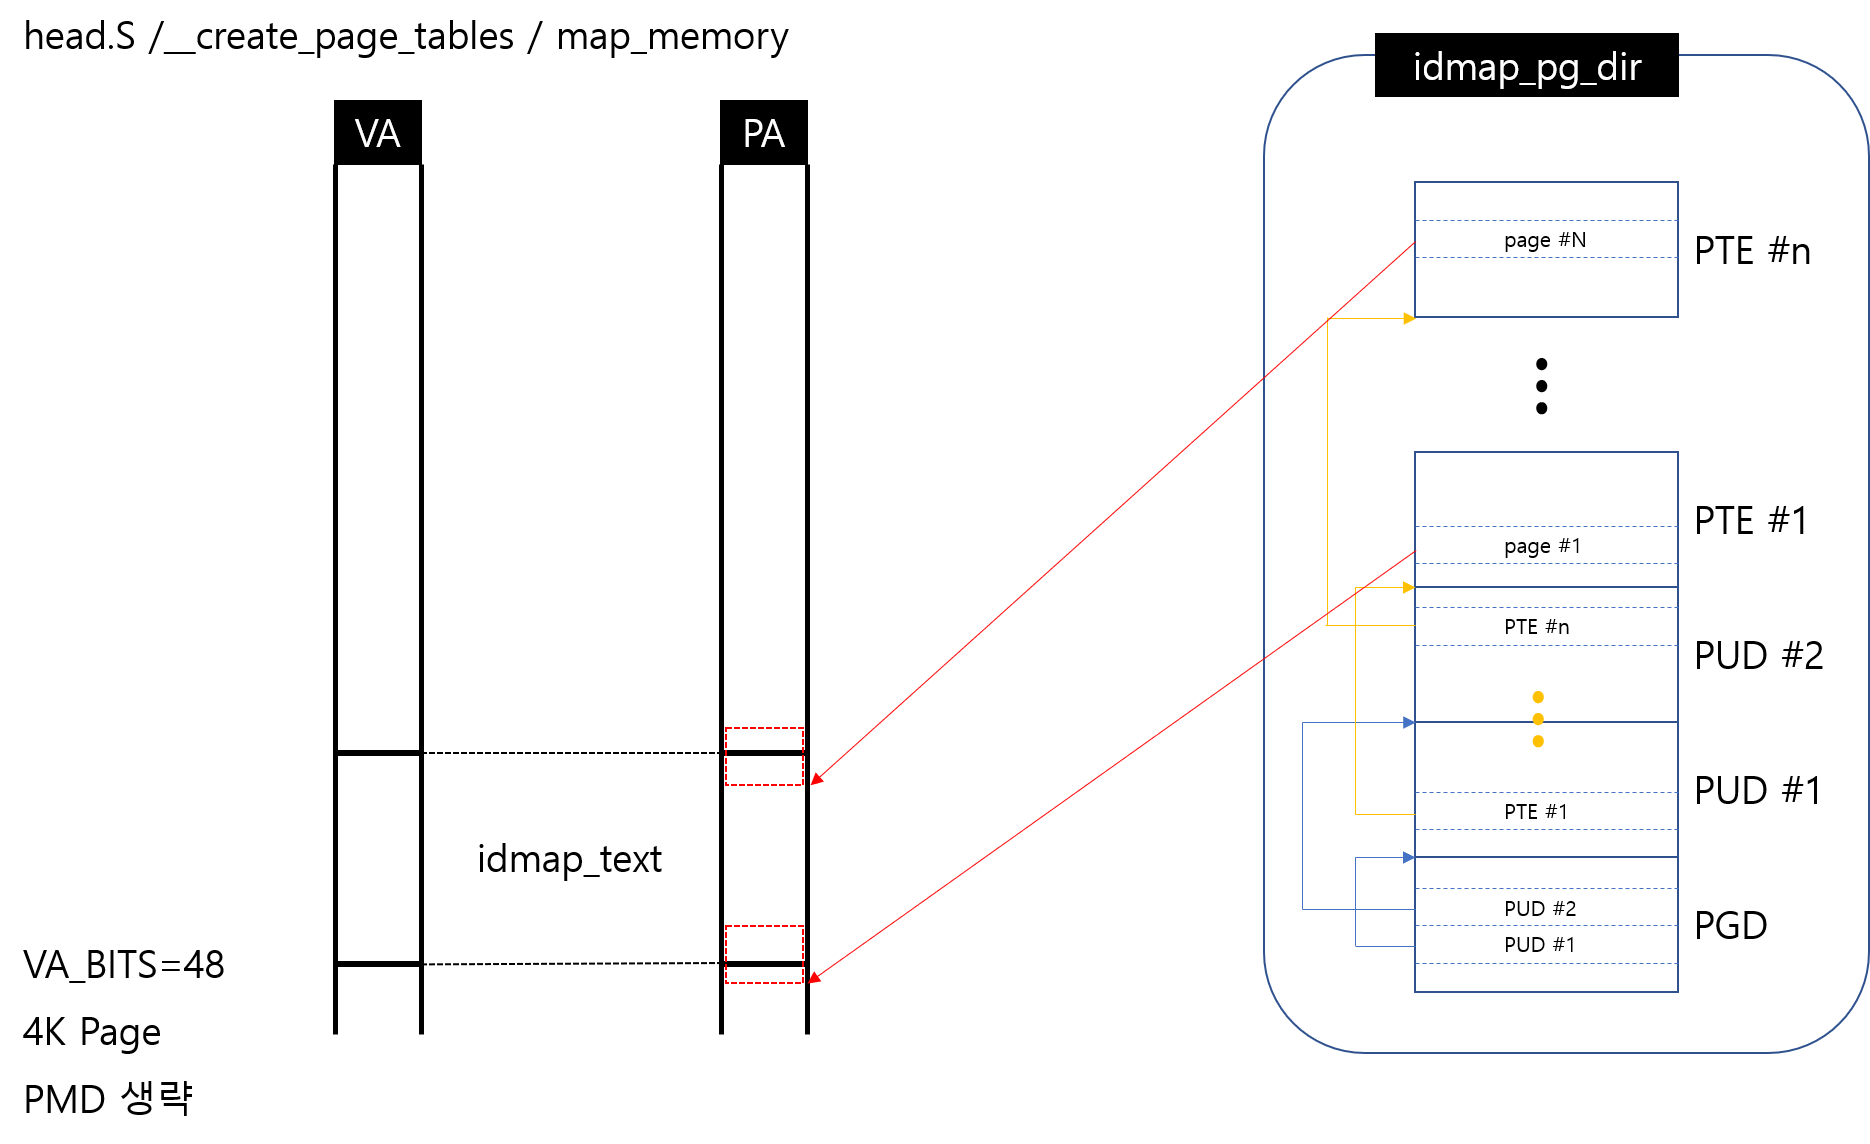 head.S /__create_page_tables / map_memory
idmap_pg_dir
VA
PA
page #N
PTE #n
PTE #1
page #1
PTE #n
PUD #2
PUD #1
PTE #1
idmap_text
PUD #2
PGD
PUD #1
VA_BITS=48
4K Page
PMD 생략